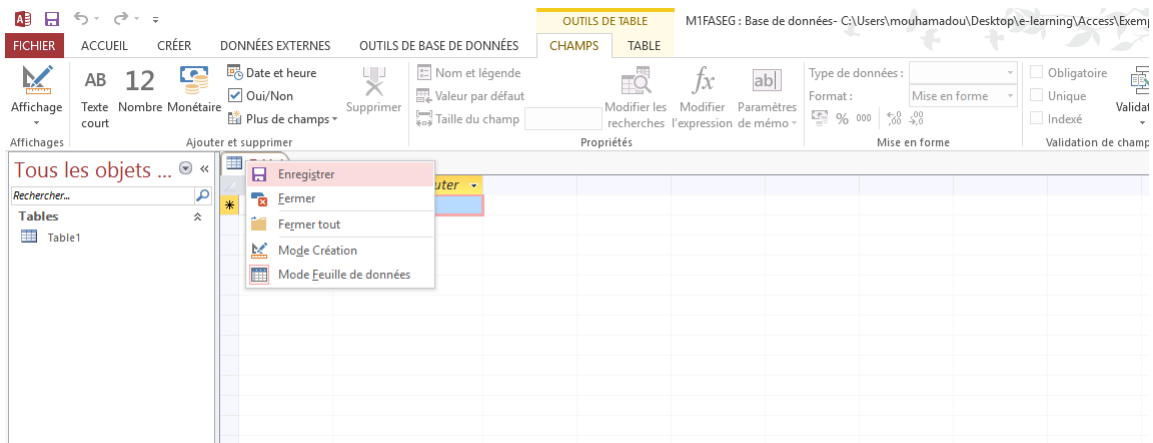 OUTILS DE TABLE M1FASEG : Base de données- C:\Users\mouhamadou\Desktop\e-learning\Access\Exemp
FICHIER ACCUEIL CRÉER DONNÉES EXTERNES OUTILS DE BASE DE DONNÉES CHAMPS TABLE
Affichage
AB Texte court
12 Nombre
Monétaire
Date et heure
Oui/Non
Plus de champs
Supprimer
Nom et légende
Valeur par défaut
Taille du champ
Modifier les recherches
fx Modifier l'expression
ab| Paramètres de mémo
Type de données :
Format : Mise en forme
% 000 ,00 ,0
Obligatoire
Unique
Indexé
Validat
Affichages Ajouter et supprimer Propriétés Mise en forme Validation de champ
Tous les objets ... «
Rechercher...
Tables
Table1
Enregistrer
Fermer
Fermer tout
Mode Création
Mode Feuille de données
uter